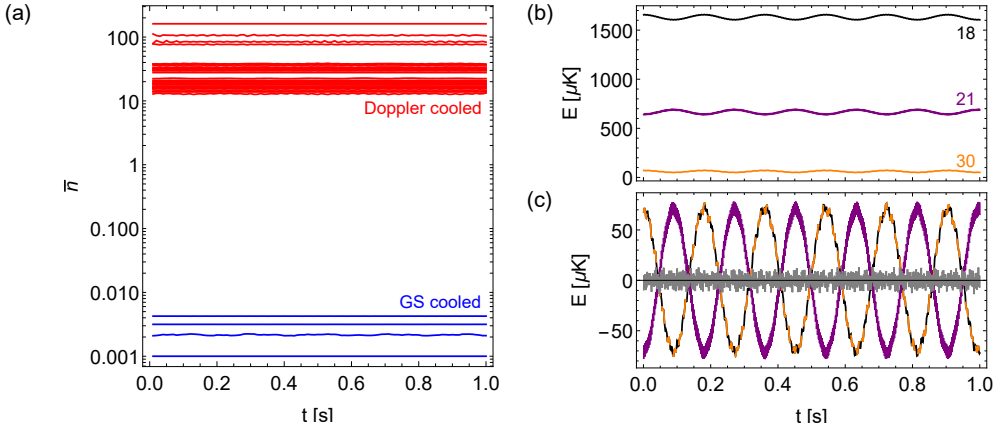 (a)
100
10
1
0.100
0.010
0.001
n̅
Doppler cooled
GS cooled
0.0 0.2 0.4 0.6 0.8 1.0
t [s]
(b)
1500
1000
500
0
E [μK]
18
21
30
(c)
50
0
−50
E [μK]
0.0 0.2 0.4 0.6 0.8 1.0
t [s]